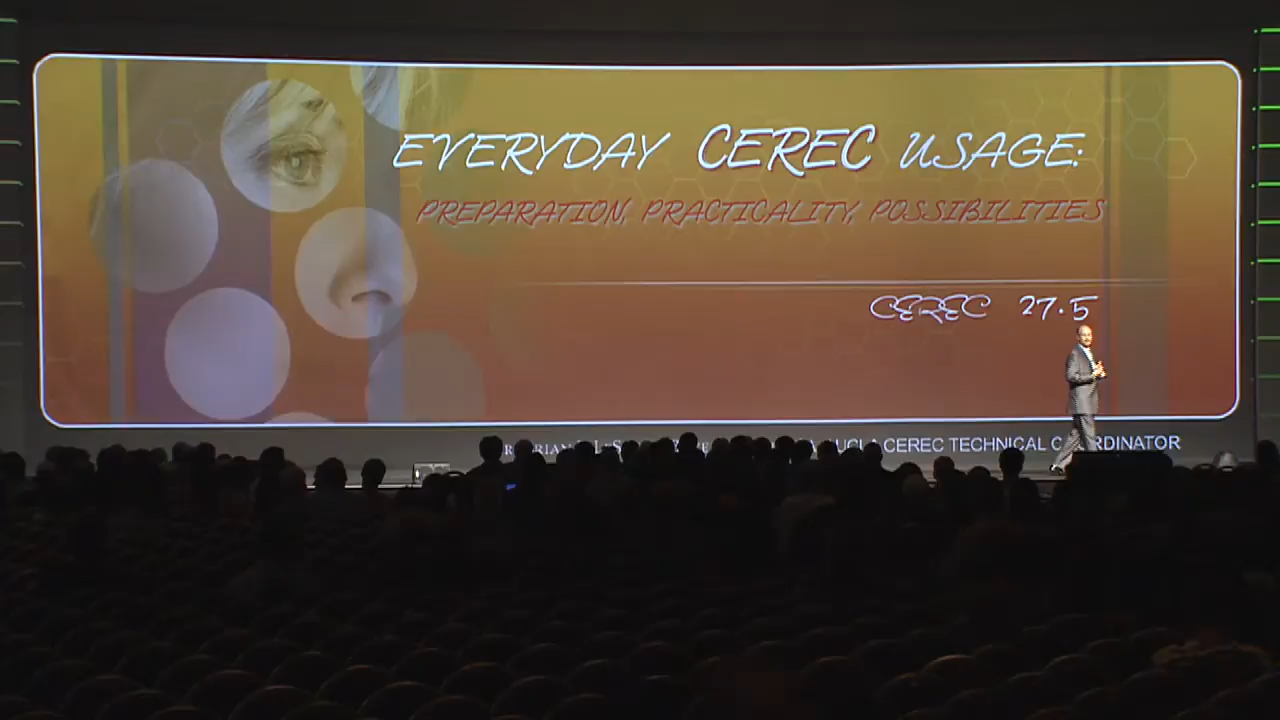 EVERYDAY CEREC USAGE:
PREPARATION, PRACTICALITY, POSSIBILITIES
CEREC 27.5
UCLA CEREC TECHNICAL COORDINATOR